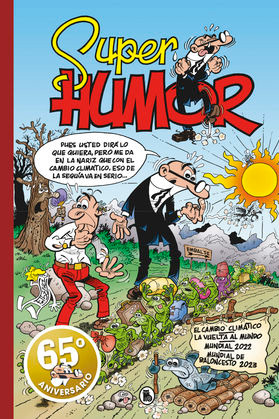 Super
HUMOR
PUES USTED DIRÁ LO
QUE QUIERA, PERO ME DA
EN LA NARIZ QUE CON EL
CAMBIO CLIMÁTICO, ESO DE
LA SEQUÍA VA EN SERIO...
EMBALSE
EL CAMBIO CLIMÁTICO
LA VUELTA AL MUNDO
MUNDIAL 2022
MUNDIAL DE
BALONCESTO 2023
65º
ANIVERSARIO
B